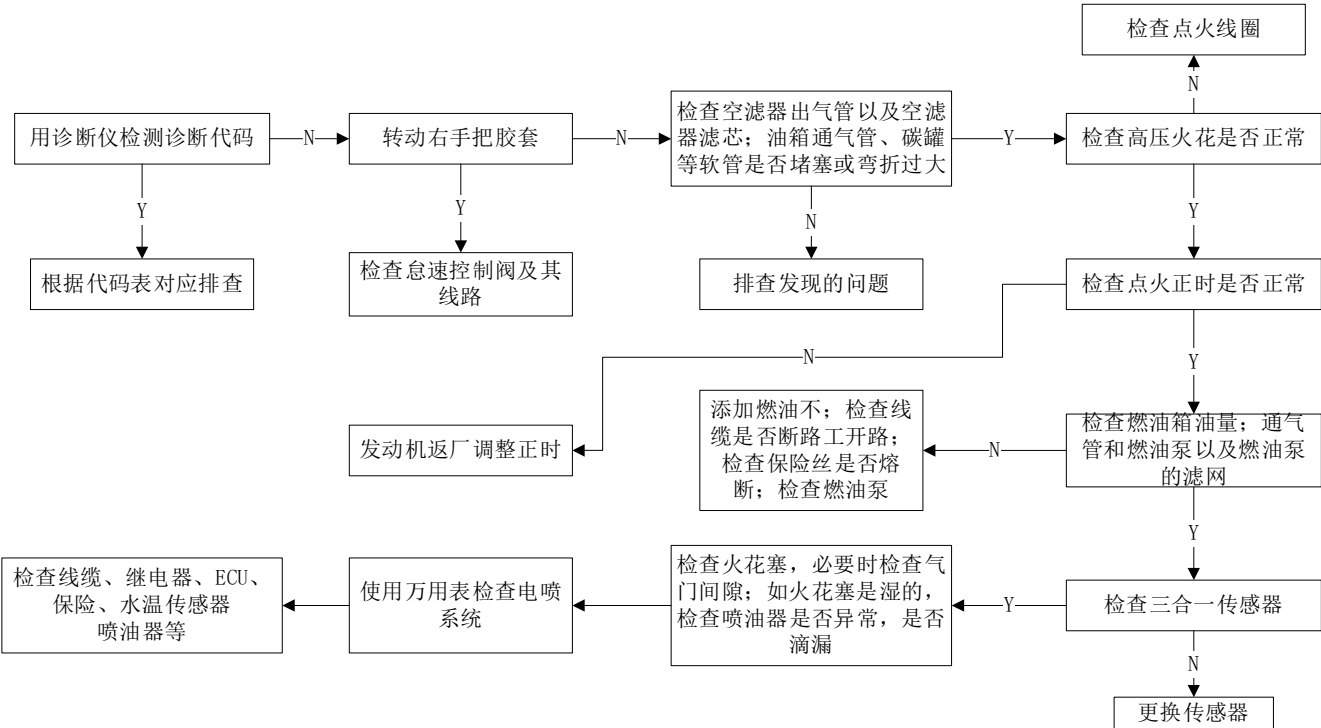 检查点火线圈
N
用诊断仪检测诊断代码
N
转动右手把胶套
N
检查空滤器出气管以及空滤
器滤芯；油箱通气管、碳罐
等软管是否堵塞或弯折过大
Y
检查高压火花是否正常
Y
Y
N
Y
根据代码表对应排查
检查怠速控制阀及其
线路
排查发现的问题
检查点火正时是否正常
N
Y
发动机返厂调整正时
添加燃油不；检查线
缆是否断路工开路；
检查保险丝是否熔
断；检查燃油泵
N
检查燃油箱油量；通气
管和燃油泵以及燃油泵
的滤网
Y
检查线缆、继电器、ECU、
保险、水温传感器
喷油器等
使用万用表检查电喷
系统
检查火花塞，必要时检查气
门间隙；如火花塞是湿的，
检查喷油器是否异常，是否
滴漏
Y
检查三合一传感器
N
更换传感器